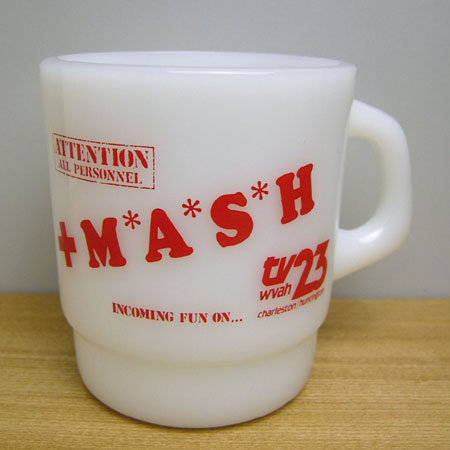 ATTENTION
ALL PERSONNEL
M*A*S*H
INCOMING FUN ON...
tv23
wvah
charleston/huntington